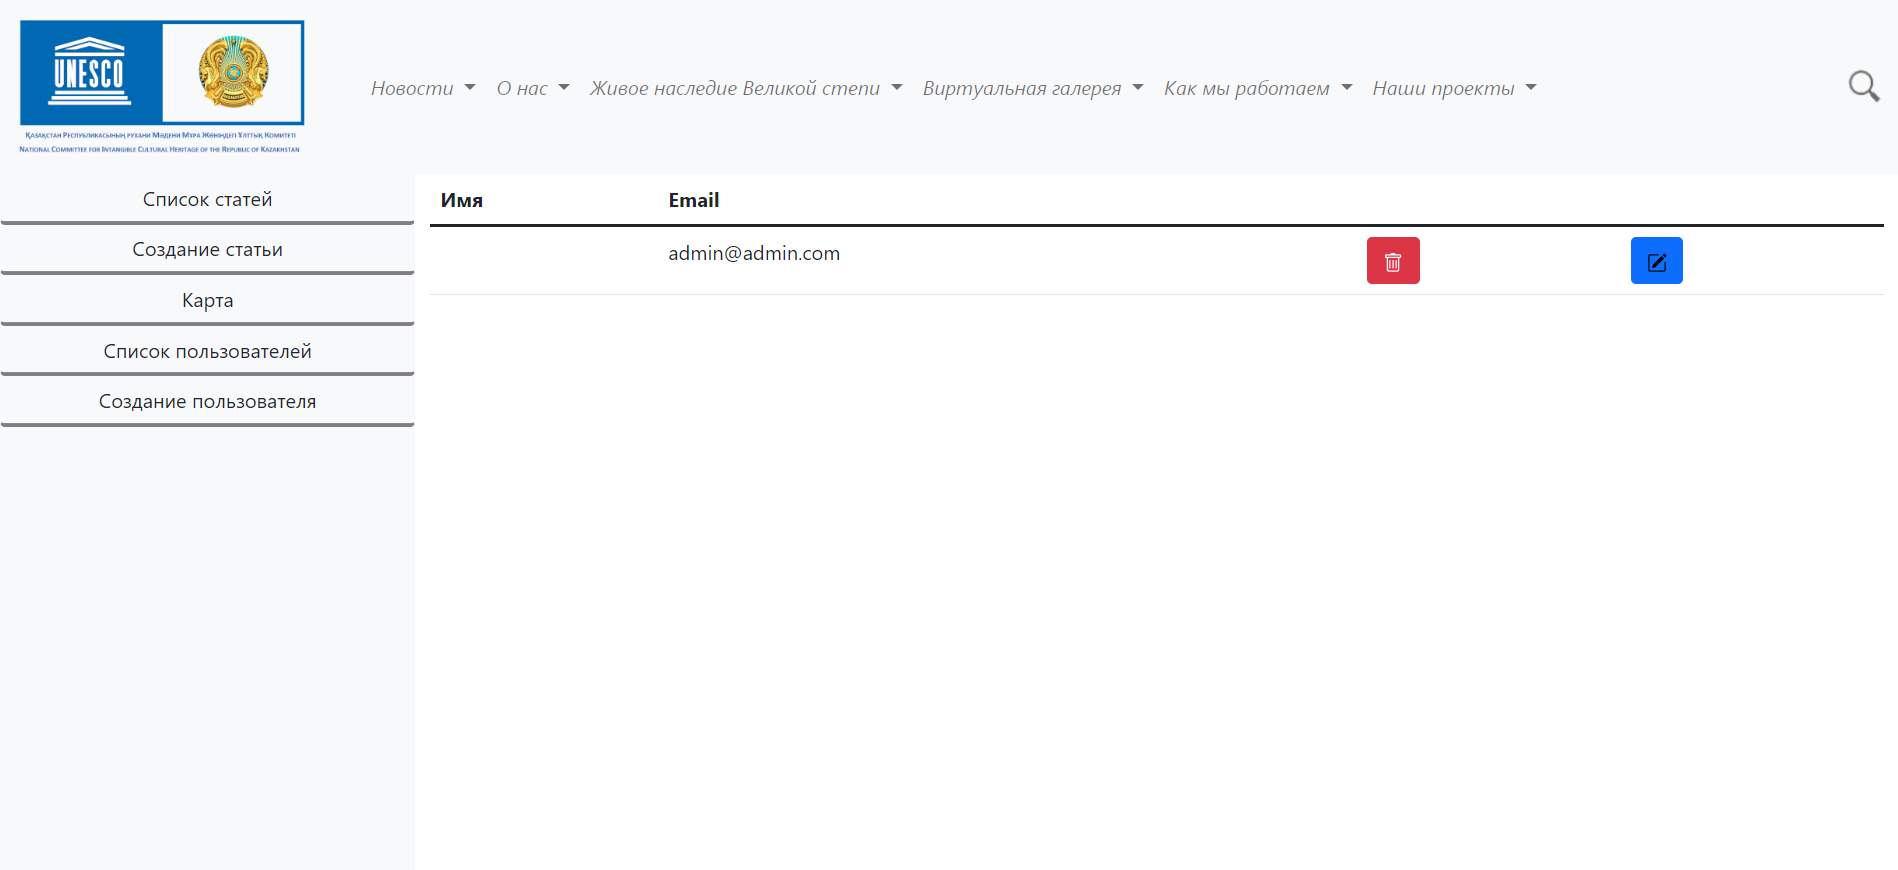 UNESCO
Қазақстан Республикасының рухани Мәдени Мұра Жөніндегі Ұлттық Комитеті
National Committee for Intangible Cultural Heritage of the Republic of Kazakhstan
Новости О нас Живое наследие Великой степи Виртуальная галерея Как мы работаем Наши проекты
Список статей
Создание статьи
Карта
Список пользователей
Создание пользователя
Имя Email
admin@admin.com